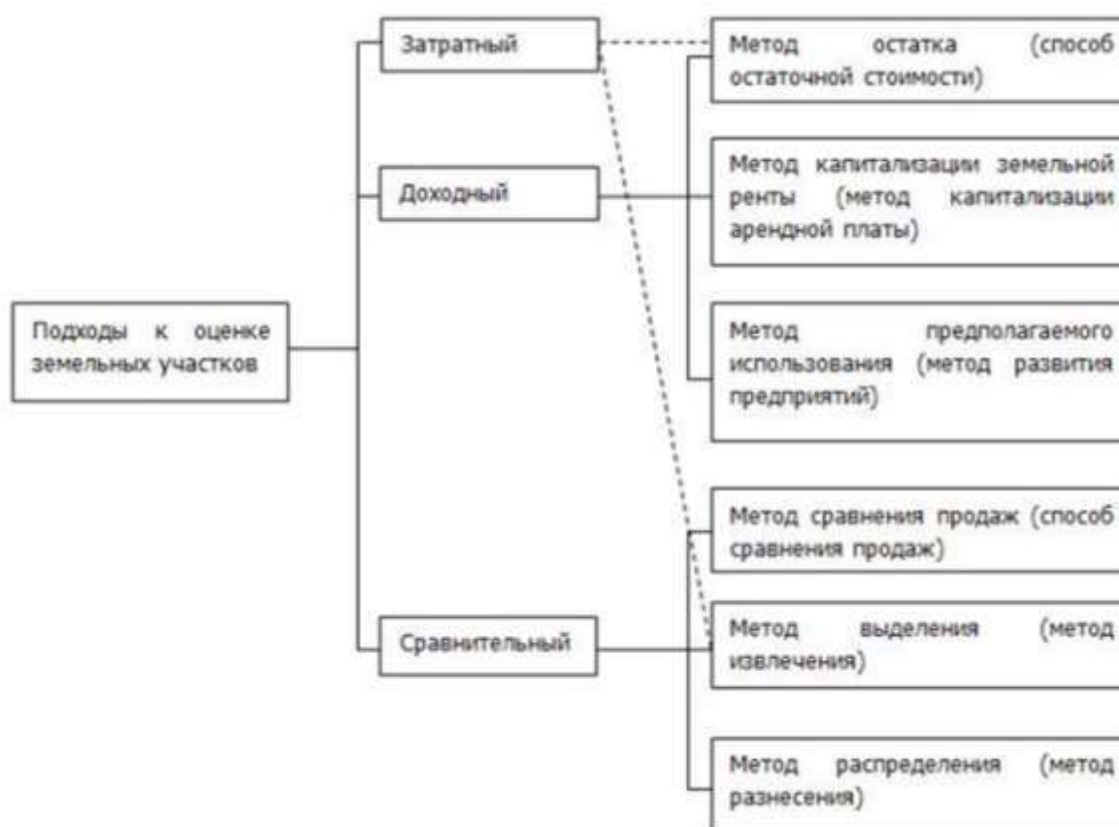 Подходы к оценке
земельных участков
Затратный
Доходный
Сравнительный
Метод остатка (способ
остаточной стоимости)
Метод капитализации земельной
ренты (метод капитализации
арендной платы)
Метод предполагаемого
использования (метод развития
предприятий)
Метод сравнения продаж (способ
сравнения продаж)
Метод выделения (метод
извлечения)
Метод распределения (метод
разнесения)